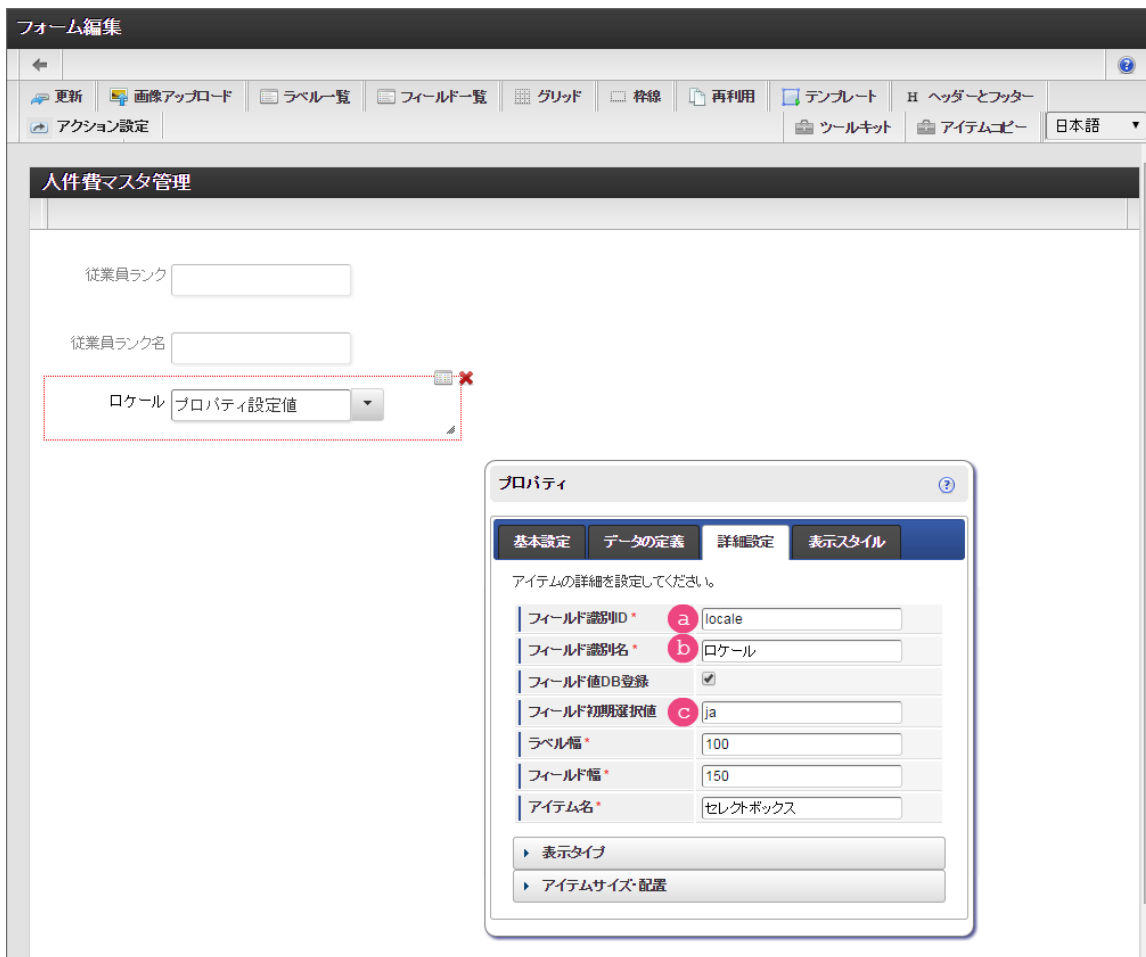 フォーム編集
更新 画像アップロード ラベル一覧 フィールド一覧 グリッド 枠線 再利用 テンプレート H ヘッダーとフッター
アクション設定 ツールキット アイテムコピー 日本語
人件費マスタ管理
従業員ランク
従業員ランク名
ロケール プロパティ設定値
プロパティ
基本設定 データの定義 詳細設定 表示スタイル
アイテムの詳細を設定してください。
フィールド識別ID * a locale
フィールド識別名 * b ロケール
フィールド値DB登録
フィールド初期選択値 c ja
ラベル幅 * 100
フィールド幅 * 150
アイテム名 * セレクトボックス
表示タイプ
アイテムサイズ・配置